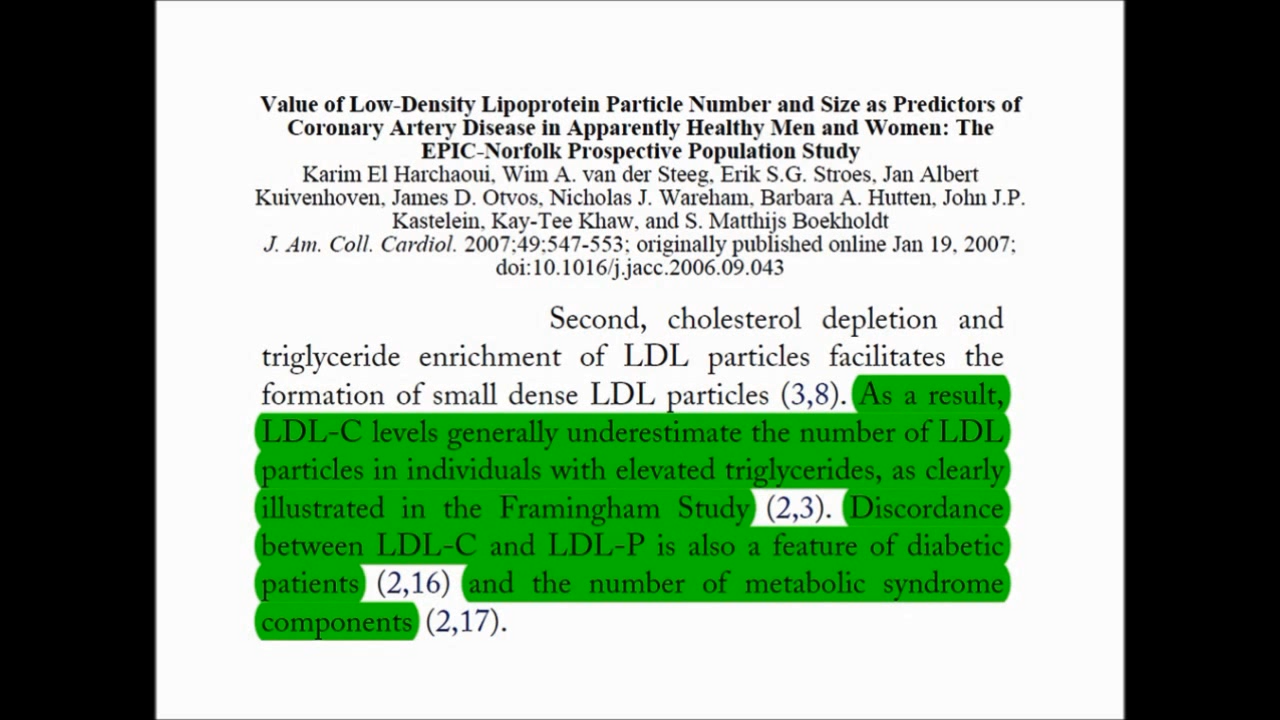 Value of Low-Density Lipoprotein Particle Number and Size as Predictors of
Coronary Artery Disease in Apparently Healthy Men and Women: The
EPIC-Norfolk Prospective Population Study
Karim El Harchaoui, Wim A. van der Steeg, Erik S.G. Stroes, Jan Albert
Kuivenhoven, James D. Otvos, Nicholas J. Wareham, Barbara A. Hutten, John J.P.
Kastelein, Kay-Tee Khaw, and S. Matthijs Boekholdt
J. Am. Coll. Cardiol. 2007;49;547-553; originally published online Jan 19, 2007;
doi:10.1016/j.jacc.2006.09.043
Second, cholesterol depletion and
triglyceride enrichment of LDL particles facilitates the
formation of small dense LDL particles (3,8). As a result,
LDL-C levels generally underestimate the number of LDL
particles in individuals with elevated triglycerides, as clearly
illustrated in the Framingham Study (2,3). Discordance
between LDL-C and LDL-P is also a feature of diabetic
patients (2,16) and the number of metabolic syndrome
components (2,17).